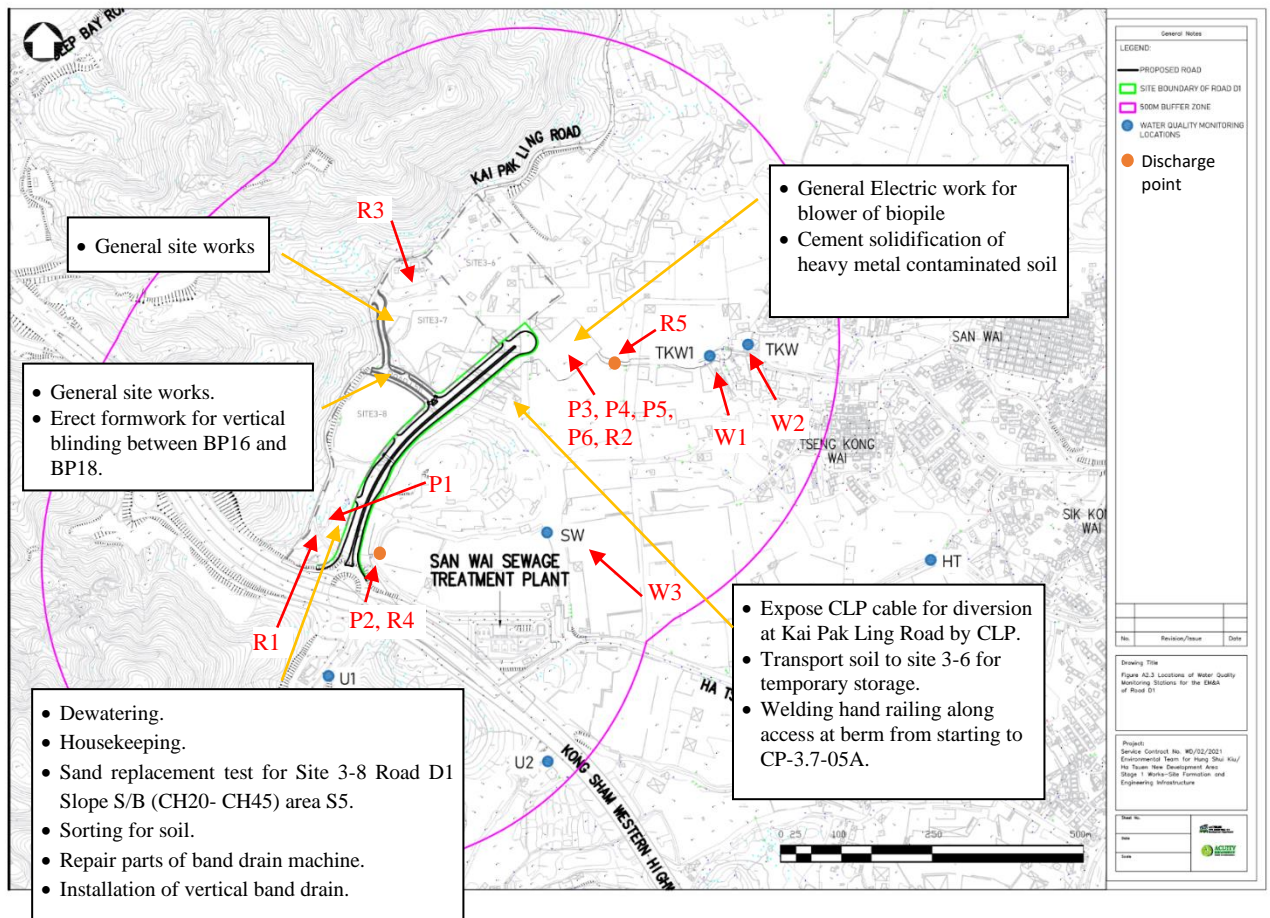 DEEP BAY RO
KAI PAK LING ROAD
R3
SITE3-6
• General site works
SITE3-7
• General Electric work for
blower of biopile
• Cement solidification of
heavy metal contaminated soil
R5
TKW1
TKW
SAN WAI
• General site works.
• Erect formwork for vertical
blinding between BP16 and
BP18.
SITE3-8
P3, P4, P5,
P6, R2
W1
W2
TSENG KONG
WAI
P1
SIK KO
WAI
SW
HT
SAN WAI SEWAGE
TREATMENT PLANT
W3
P2, R4
R1
U1
HA TS
• Expose CLP cable for diversion
at Kai Pak Ling Road by CLP.
• Transport soil to site 3-6 for
temporary storage.
• Welding hand railing along
access at berm from starting to
CP-3.7-05A.
• Dewatering.
• Housekeeping.
• Sand replacement test for Site 3-8 Road D1
Slope S/B (CH20- CH45) area S5.
• Sorting for soil.
• Repair parts of band drain machine.
• Installation of vertical band drain.
U2
KONG SHAM WESTERN HIGHW
0 25 100 250 500m
General Notes
LEGEND:
PROPOSED ROAD
SITE BOUNDARY OF ROAD D1
500M BUFFER ZONE
WATER QUALITY MONITORING
LOCATIONS
Discharge
point
No. Revision/Issue Date
Drawing Title
Figure A2.3 Locations of Water Quality
Monitoring Stations for the EM&A
of Road D1
Project:
Service Contract No. WD/02/2021
Environmental Team for Hung Shui Kiu/
Ha Tsuen New Development Area
Stage 1 Works-Site Formation and
Engineering Infrastructure
Sheet No.
Date
Scale
ACUITY